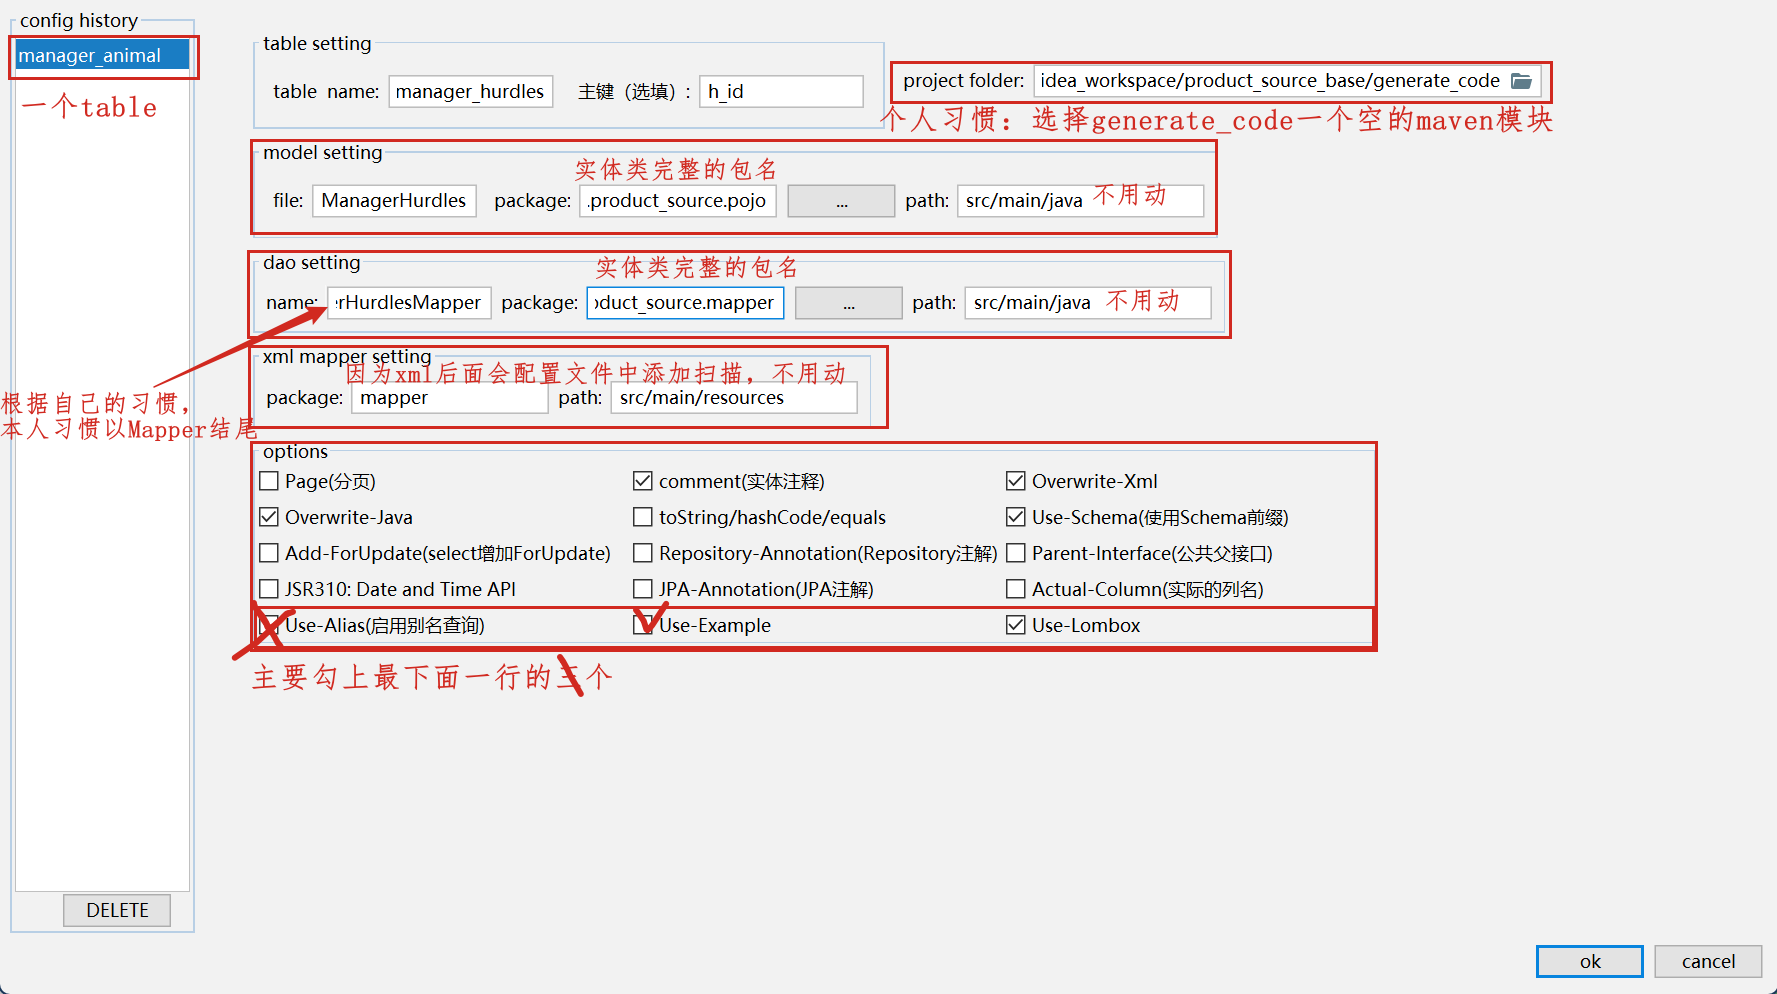 config history
manager_animal
一个table
DELETE
table setting
table name: manager_hurdles 主键（选填）: h_id
project folder: idea_workspace/product_source_base/generate_code
个人习惯：选择generate_code一个空的maven模块
model setting
实体类完整的包名
file: ManagerHurdles package: .product_source.pojo ... path: src/main/java 不用动
dao setting
实体类完整的包名
name: rHurdlesMapper package: oduct_source.mapper ... path: src/main/java 不用动
根据自己的习惯，
本人习惯以Mapper结尾
xml mapper setting
因为xml后面会配置文件中添加扫描，不用动
package: mapper path: src/main/resources
options
Page(分页) comment(实体注释) Overwrite-Xml
Overwrite-Java toString/hashCode/equals Use-Schema(使用Schema前缀)
Add-ForUpdate(select增加ForUpdate) Repository-Annotation(Repository注解) Parent-Interface(公共父接口)
JSR310: Date and Time API JPA-Annotation(JPA注解) Actual-Column(实际的列名)
Use-Alias(启用别名查询) Use-Example Use-Lombox
主要勾上最下面一行的三个
ok cancel